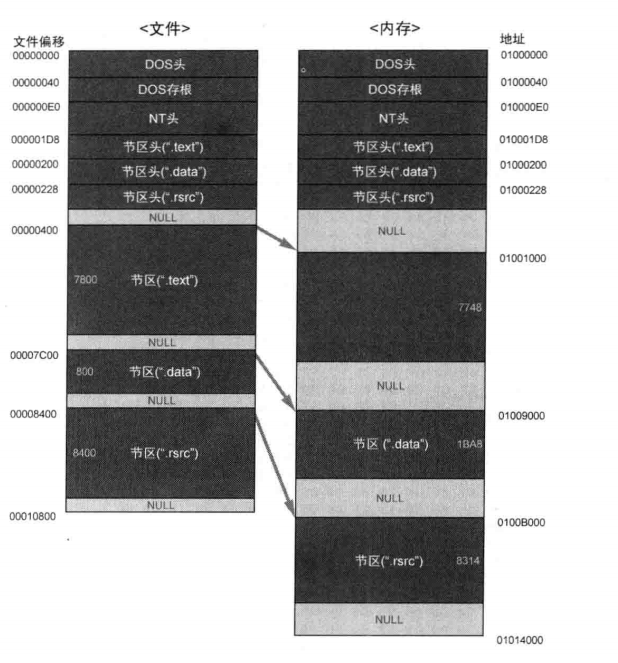 <文件>
<内存>
文件偏移
地址
00000000
DOS头
DOS头
01000000
00000040
DOS存根
DOS存根
01000040
000000E0
NT头
NT头
010000E0
000001D8
节区头(“.text”)
节区头(“.text”)
010001D8
00000200
节区头(“.data”)
节区头(“.data”)
01000200
00000228
节区头(“.rsrc”)
节区头(“.rsrc”)
01000228
NULL
00000400
NULL
01001000
7800
节区(“.text”)
7748
NULL
00007C00
800
节区(“.data”)
NULL
NULL
00008400
01009000
8400
节区(“.rsrc”)
节区 (“.data”)
1BA8
NULL
NULL
00010800
0100B000
节区(“.rsrc”)
8314
NULL
01014000